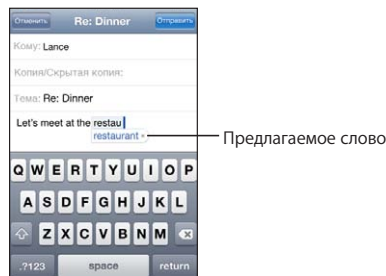 Отменить Re: Dinner Отправить
Кому: Lance
Копия/Скрытая копия:
Тема: Re: Dinner
Let's meet at the restau
restaurant ×
Предлагаемое слово
Q W E R T Y U I O P
A S D F G H J K L
Z X C V B N M
.?123 space return